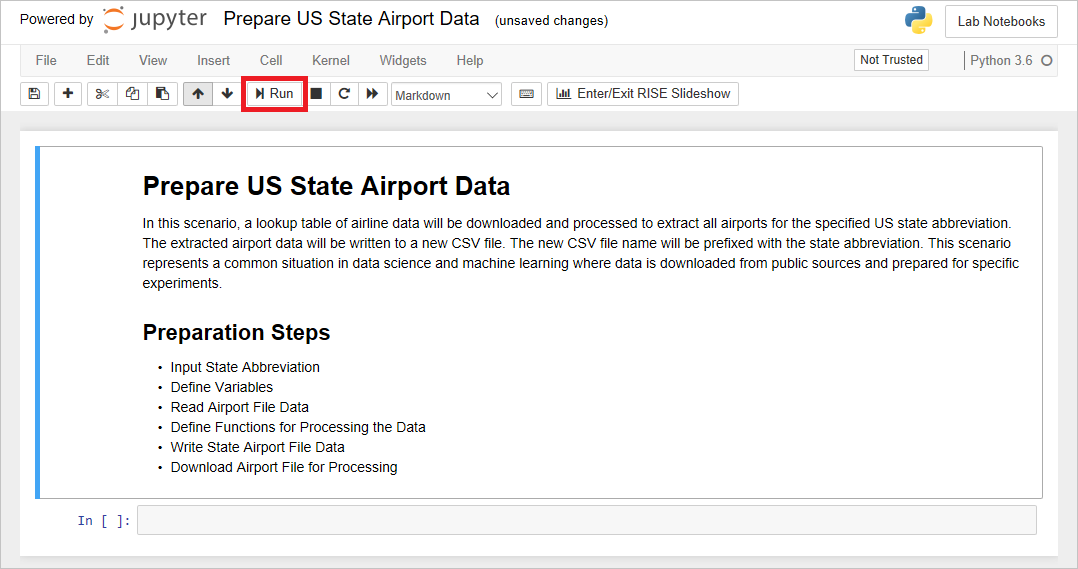 Powered by jupyter Prepare US State Airport Data (unsaved changes) Lab Notebooks
File Edit View Insert Cell Kernel Widgets Help Not Trusted Python 3.6
Run Markdown Enter/Exit RISE Slideshow
Prepare US State Airport Data
In this scenario, a lookup table of airline data will be downloaded and processed to extract all airports for the specified US state abbreviation.
The extracted airport data will be written to a new CSV file. The new CSV file name will be prefixed with the state abbreviation. This scenario
represents a common situation in data science and machine learning where data is downloaded from public sources and prepared for specific
experiments.
Preparation Steps
• Input State Abbreviation
• Define Variables
• Read Airport File Data
• Define Functions for Processing the Data
• Write State Airport File Data
• Download Airport File for Processing
In [ ]: